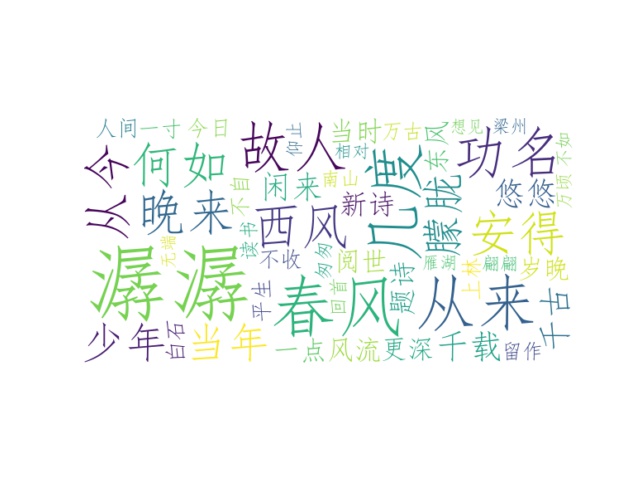 人间 一寸 今日 仰止 当时 万古 想见 梁州
从今 何如 故人 相对 几度 东风 功名 不如
不自 闲来 南山 朦胧 悠悠 万顷
晚来 西风 新诗 安得
无端 读书 不收 匆匆 阅世 雁湖 上林 翩翩 岁晚
潺潺 平生 春风 回首 题诗 从来 千古
少年 白石 当年 一点 风流 更深 千载 留作